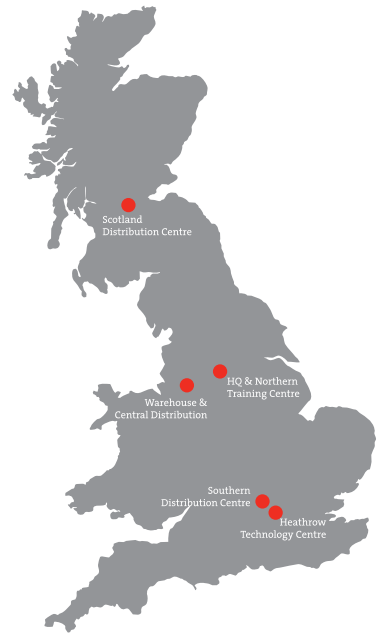 Scotland
Distribution Centre
HQ & Northern
Training Centre
Warehouse &
Central Distribution
Southern
Distribution Centre
Heathrow
Technology Centre